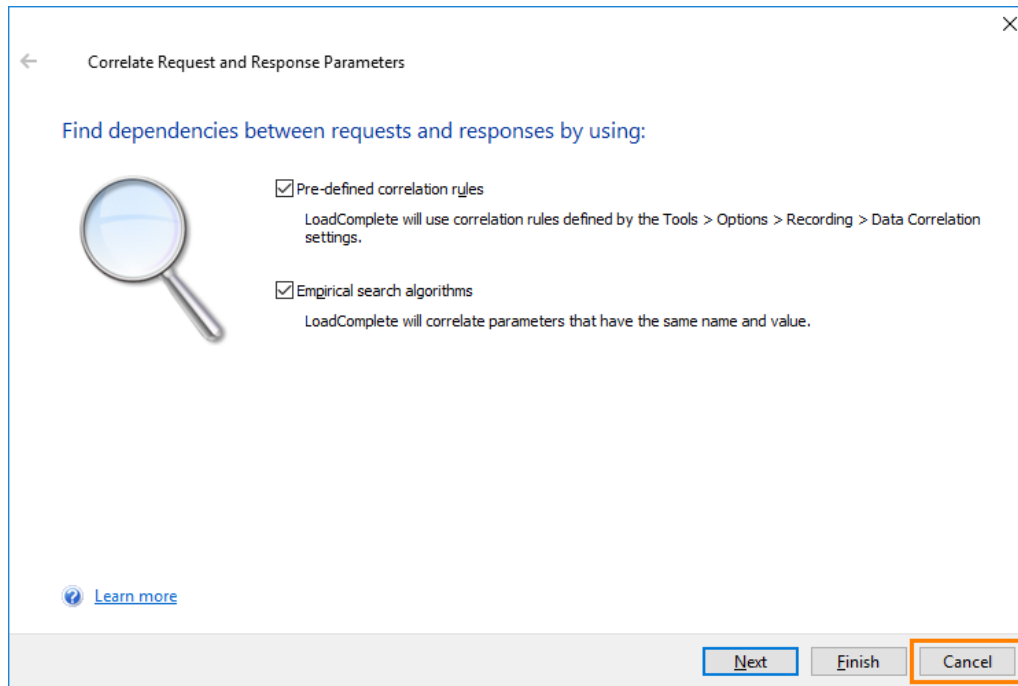 Correlate Request and Response Parameters
Find dependencies between requests and responses by using:
Pre-defined correlation rules
LoadComplete will use correlation rules defined by the Tools > Options > Recording > Data Correlation
settings.
Empirical search algorithms
LoadComplete will correlate parameters that have the same name and value.
Learn more
Next Finish Cancel